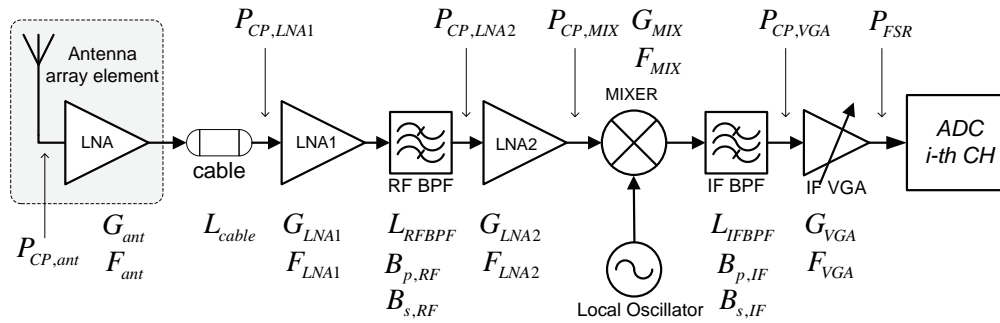 P_{CP,LNA1}
P_{CP,LNA2}
P_{CP,MIX}
G_{MIX}
F_{MIX}
P_{CP,VGA}
P_{FSR}
Antenna
array element
MIXER
LNA
LNA1
LNA2
ADC
i-th CH
cable
RF BPF
IF BPF
IF VGA
P_{CP,ant}
G_{ant}
F_{ant}
L_{cable}
G_{LNA1}
F_{LNA1}
L_{RFBPF}
B_{p,RF}
B_{s,RF}
G_{LNA2}
F_{LNA2}
Local Oscillator
L_{IFBPF}
B_{p,IF}
B_{s,IF}
G_{VGA}
F_{VGA}